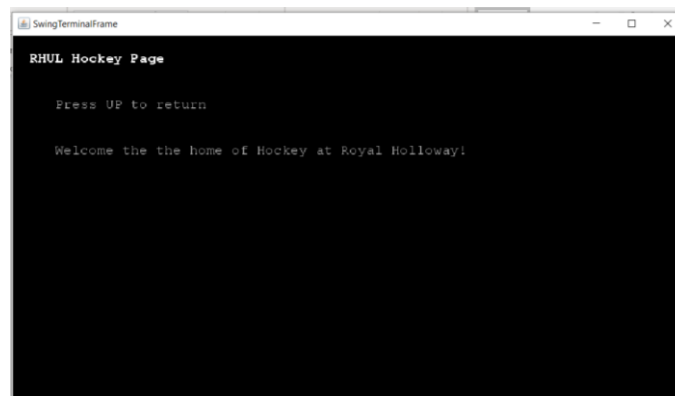 SwingTerminalFrame
RHUL Hockey Page
Press UP to return
Welcome the the home of Hockey at Royal Holloway!